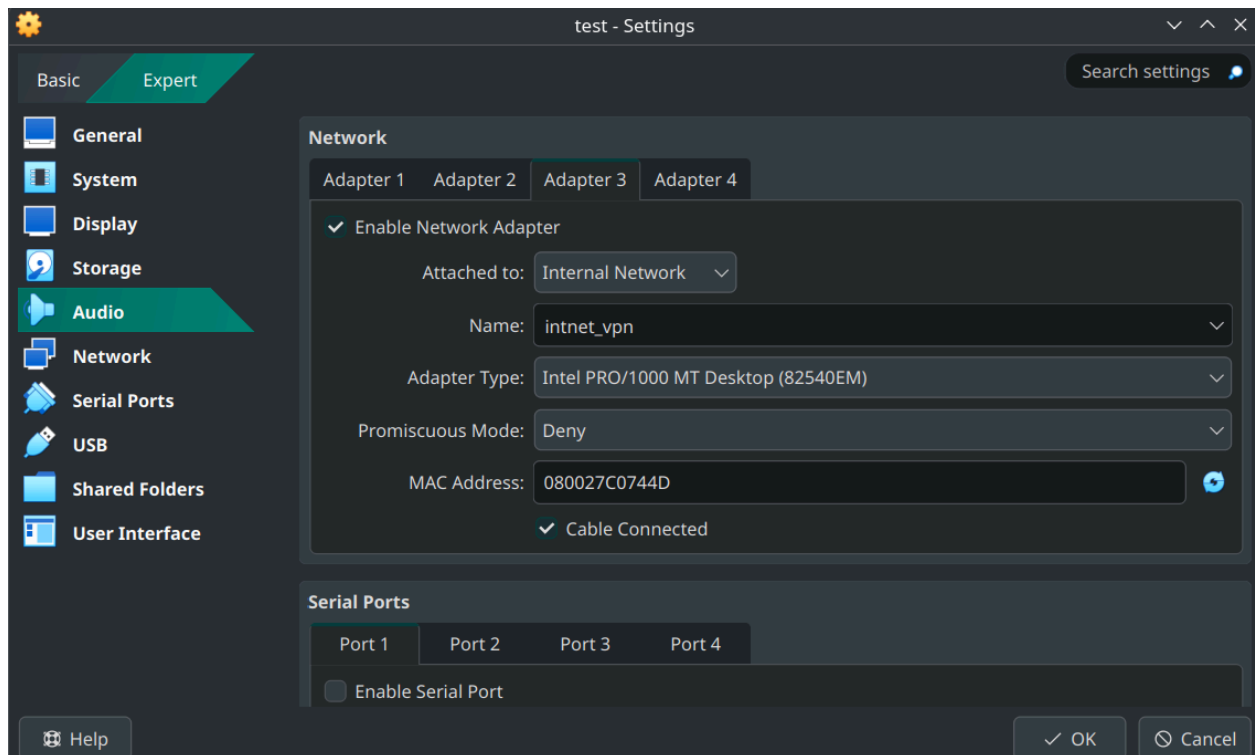 test - Settings
Basic Expert Search settings
General
System
Display
Storage
Audio
Network
Serial Ports
USB
Shared Folders
User Interface
Network
Adapter 1 Adapter 2 Adapter 3 Adapter 4
Enable Network Adapter
Attached to: Internal Network
Name: intnet_vpn
Adapter Type: Intel PRO/1000 MT Desktop (82540EM)
Promiscuous Mode: Deny
MAC Address: 080027C0744D
Cable Connected
Serial Ports
Port 1 Port 2 Port 3 Port 4
Enable Serial Port
Help OK Cancel